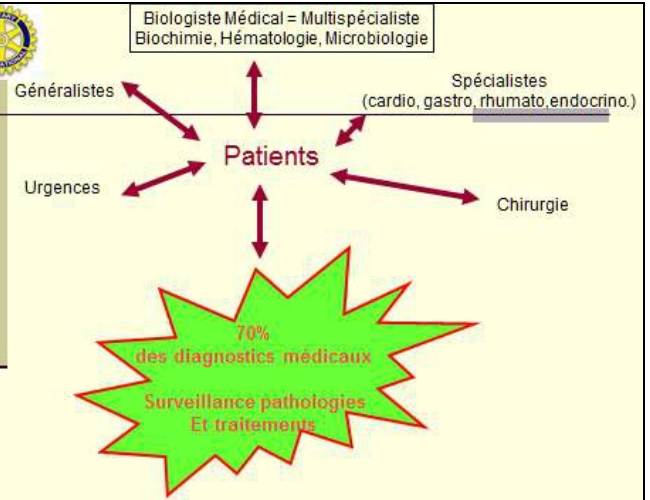 Biologiste Médical = Multispécialiste
Biochimie, Hématologie, Microbiologie
Généralistes
Spécialistes
(cardio, gastro, rhumato,endocrino.)
Patients
Urgences
Chirurgie
70%
des diagnostics médicaux
Surveillance pathologies
Et traitements